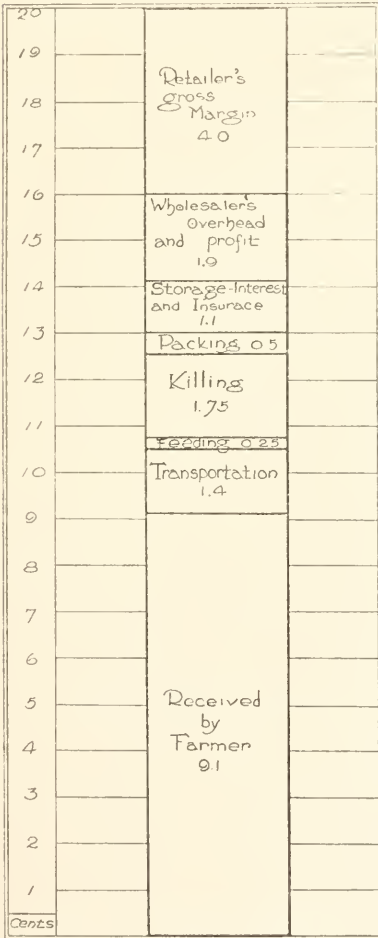 20
19
18
17
16
15
14
13
12
11
10
9
8
7
6
5
4
3
2
1
Cents
Retailer's
gross
Margin
4 0
Wholesaler's
Overhead
and profit
1.9
Storage-Interest
and Insurace
1.1
Packing 0 5
Killing
1.75
Feeding 0.25
Transportation
1.4
Received
by
Farmer
9.1